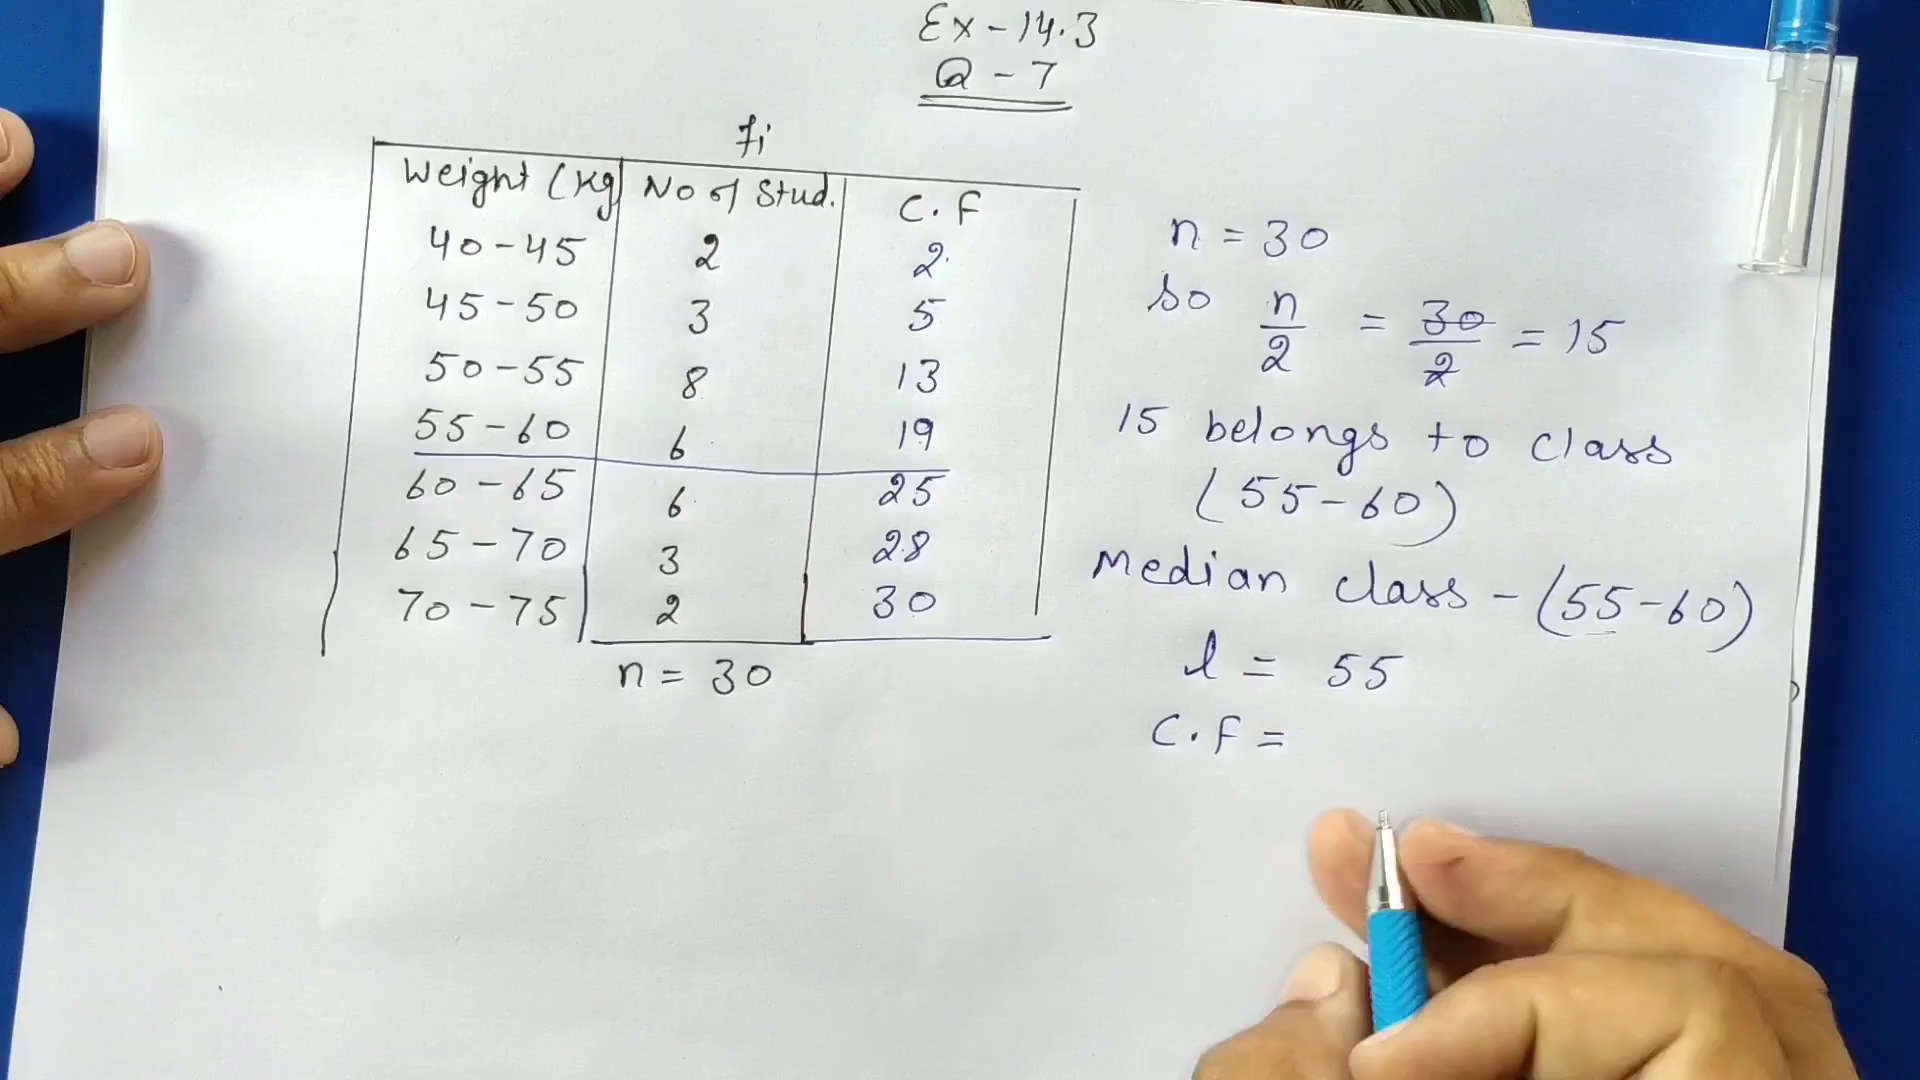 Ex - 14.3
Q - 7
fi
Weight (Kg) No of Stud. C.F
40-45 2 2
45-50 3 5
50-55 8 13
55-60 6 19
60-65 6 25
65-70 3 28
70-75 2 30
n = 30
n = 30
so n/2 = 30/2 = 15
15 belongs to class
(55-60)
Median class - (55-60)
l = 55
C.F =